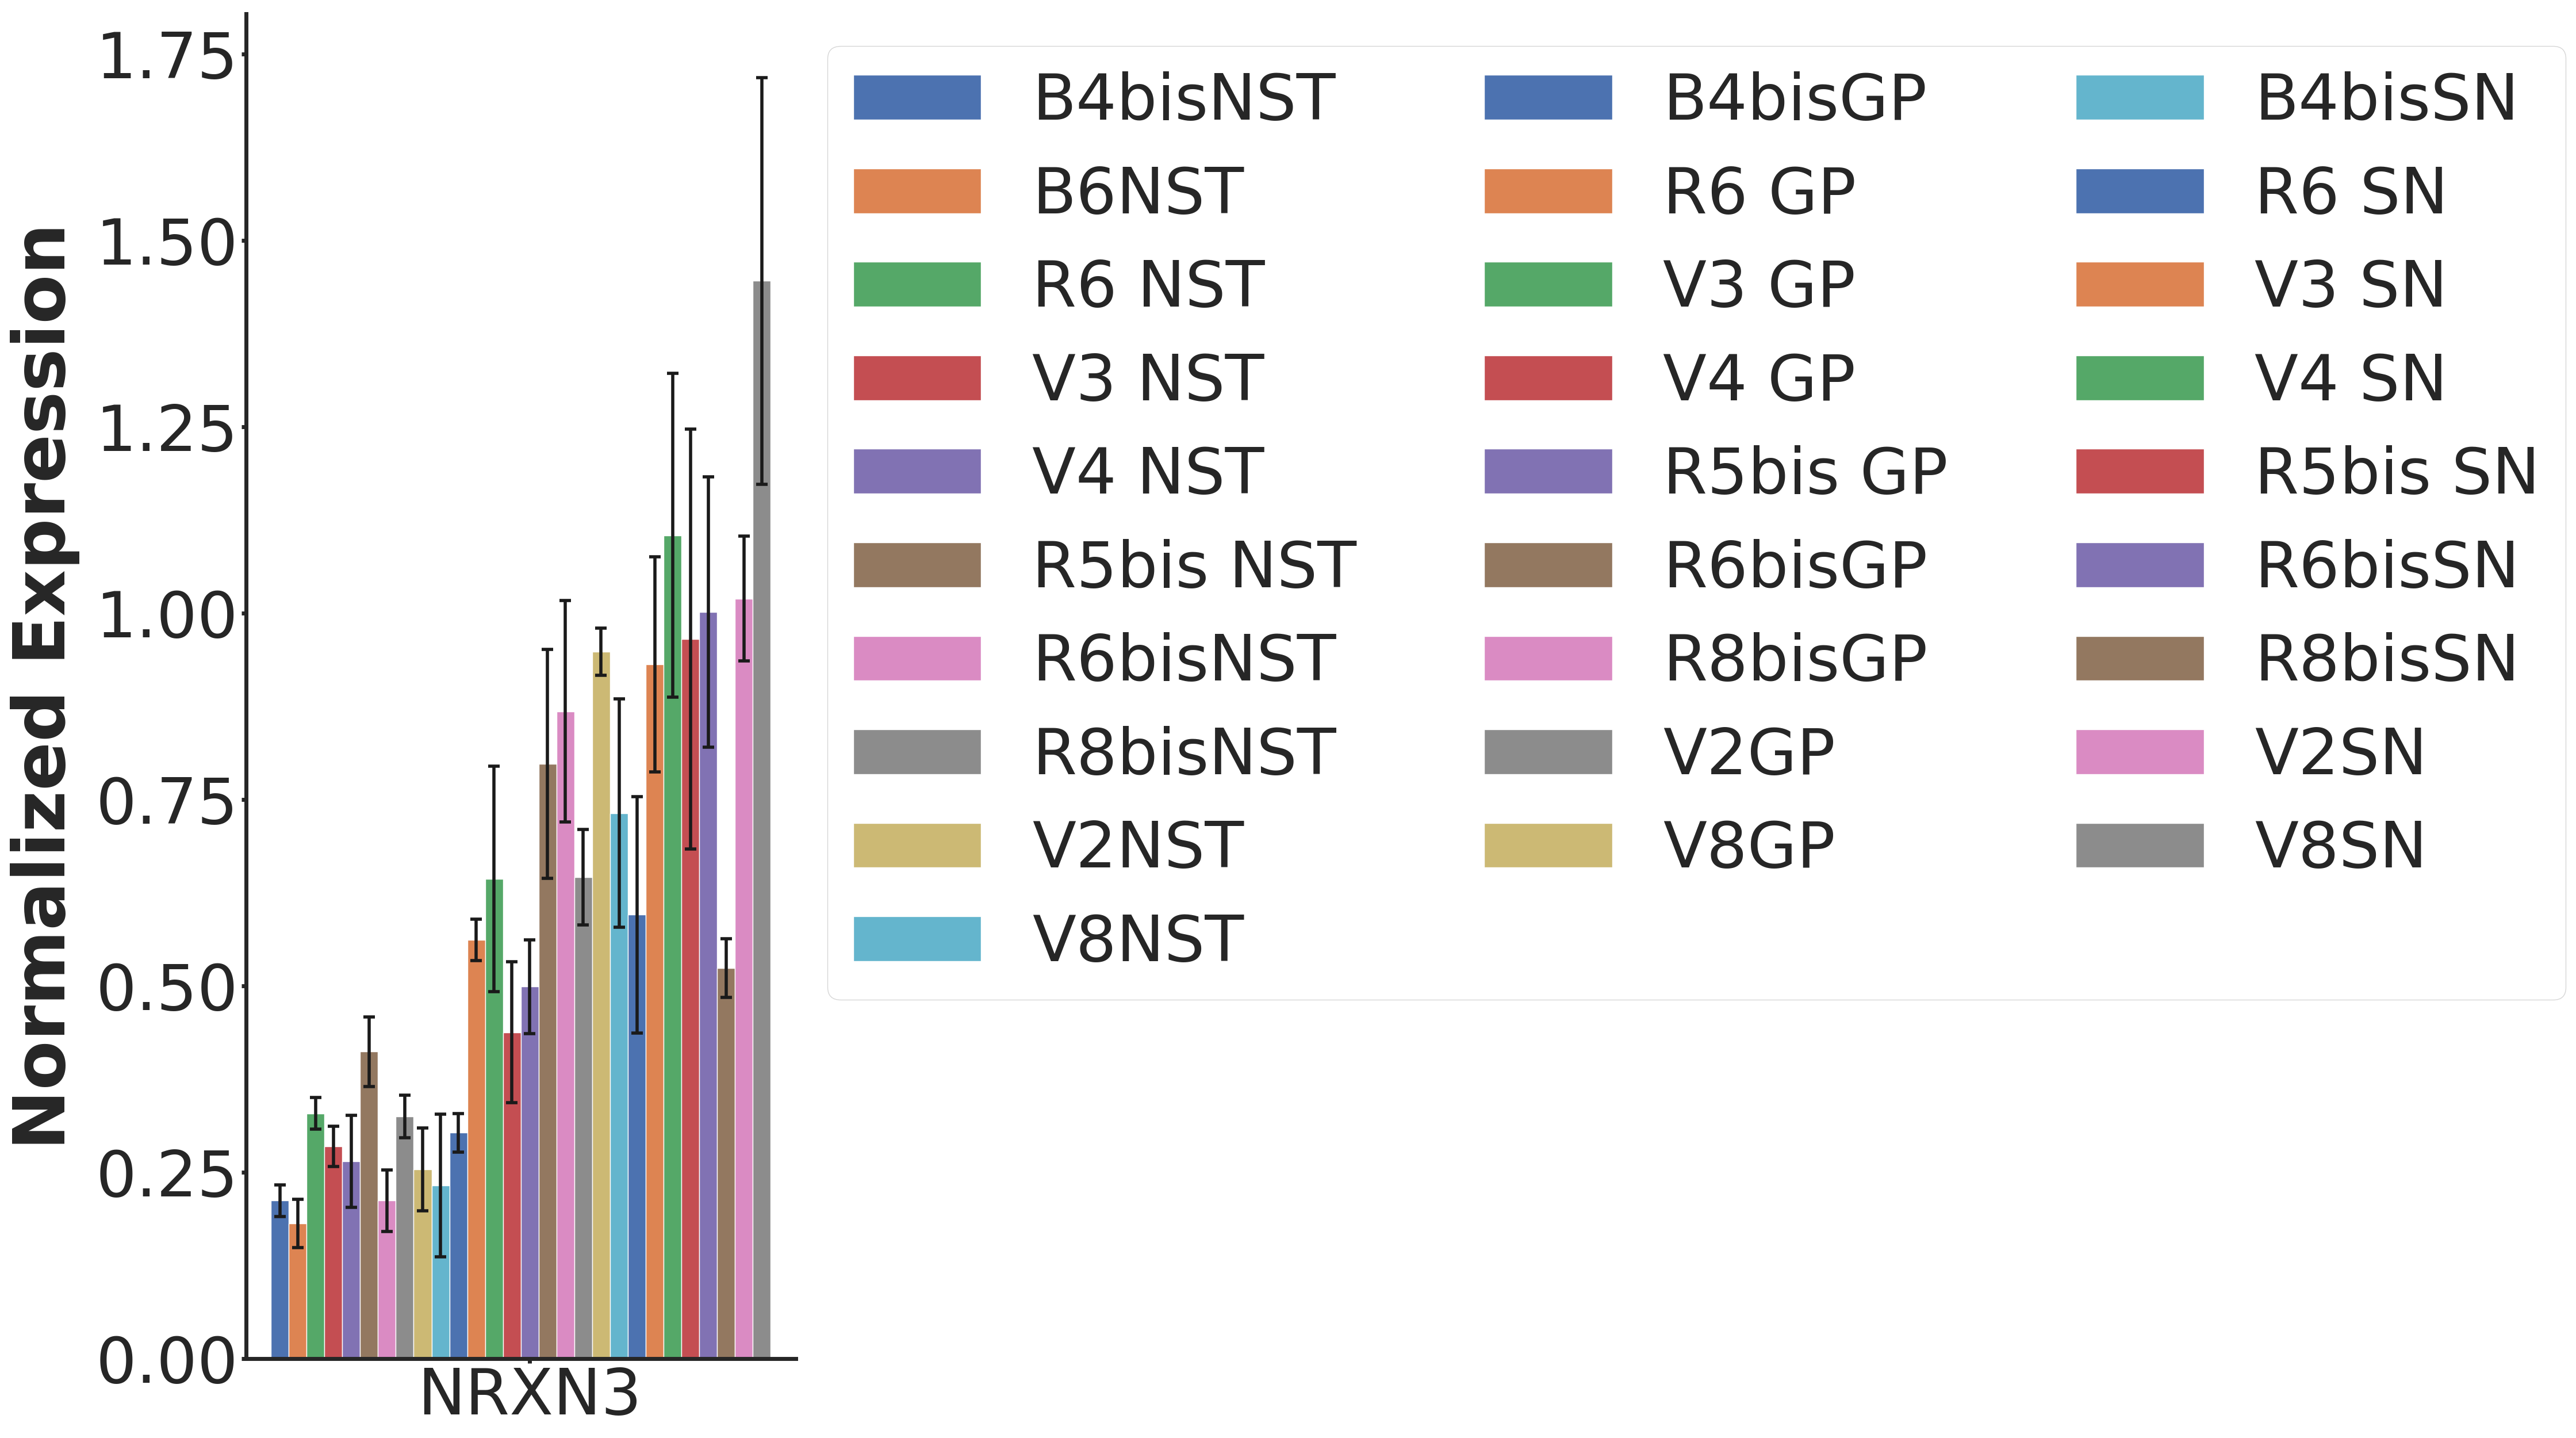 Normalized Expression
1.75
1.50
1.25
1.00
0.75
0.50
0.25
0.00
NRXN3
B4bisNST
B6NST
R6 NST
V3 NST
V4 NST
R5bis NST
R6bisNST
R8bisNST
V2NST
V8NST
B4bisGP
R6 GP
V3 GP
V4 GP
R5bis GP
R6bisGP
R8bisGP
V2GP
V8GP
B4bisSN
R6 SN
V3 SN
V4 SN
R5bis SN
R6bisSN
R8bisSN
V2SN
V8SN